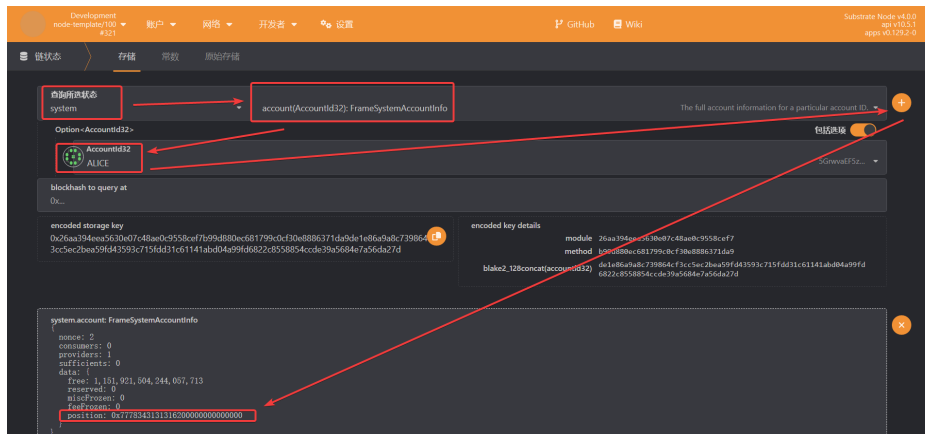 Development
node-template/100
#321
账户
网络
开发者
设置
GitHub
Wiki
Substrate Node v4.0.0
api v10.5.1
apps v0.129.2-0
链状态
存储
常数
原始存储
查询所选状态
system
account(AccountId32): FrameSystemAccountInfo
The full account information for a particular account ID.
Option<AccountId32>
包括选项
AccountId32
ALICE
5GrwvaEF5z...
blockhash to query at
0x...
encoded storage key
0x26aa394eea5630e07c48ae0c9558cef7b99d880ec681799c0cf30e8886371da9de1e86a9a8c739864
3cc5ec2bea59fd43593c715fdd31c61141abd04a99fd6822c8558854ccde39a5684e7a56da27d
encoded key details
module 26aa394eea5630e07c48ae0c9558cef7
method b99d880ec681799c0cf30e8886371da9
blake2_128concat(accountId32) de1e86a9a8c739864cf3cc5ec2bea59fd43593c715fdd31c61141abd04a99fd
6822c8558854ccde39a5684e7a56da27d
system.account: FrameSystemAccountInfo
{
nonce: 2
consumers: 0
providers: 1
sufficients: 0
data: {
free: 1,151,921,504,244,057,713
reserved: 0
miscFrozen: 0
feeFrozen: 0
position: 0x7778343131316200000000000000
}
}